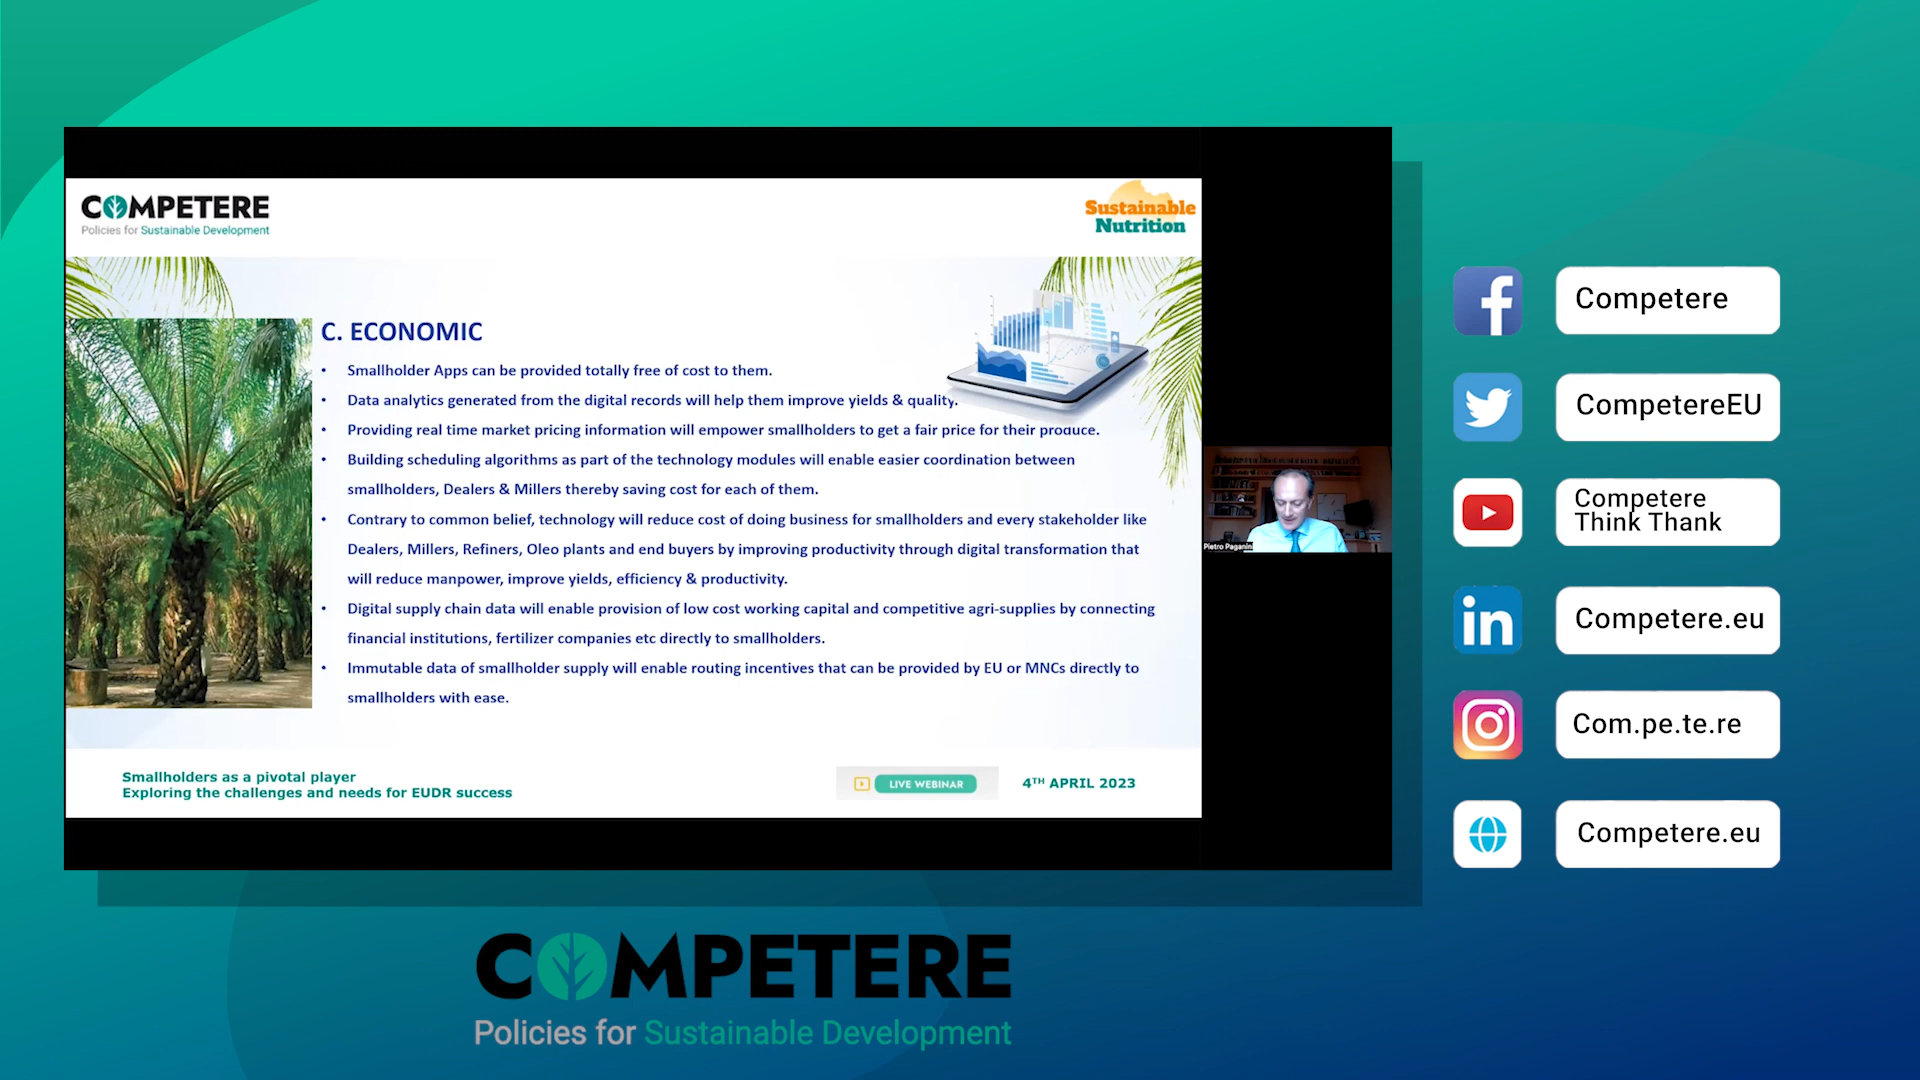 COMPETERE
Policies for Sustainable Development
Sustainable
Nutrition
C. ECONOMIC
• Smallholder Apps can be provided totally free of cost to them.
• Data analytics generated from the digital records will help them improve yields & quality.
• Providing real time market pricing information will empower smallholders to get a fair price for their produce.
• Building scheduling algorithms as part of the technology modules will enable easier coordination between
smallholders, Dealers & Millers thereby saving cost for each of them.
• Contrary to common belief, technology will reduce cost of doing business for smallholders and every stakeholder like
Dealers, Millers, Refiners, Oleo plants and end buyers by improving productivity through digital transformation that
will reduce manpower, improve yields, efficiency & productivity.
• Digital supply chain data will enable provision of low cost working capital and competitive agri-supplies by connecting
financial institutions, fertilizer companies etc directly to smallholders.
• Immutable data of smallholder supply will enable routing incentives that can be provided by EU or MNCs directly to
smallholders with ease.
Smallholders as a pivotal player
Exploring the challenges and needs for EUDR success
LIVE WEBINAR
4TH APRIL 2023
Pietro Paganini
Competere
CompetereEU
Competere
Think Thank
Competere.eu
Com.pe.te.re
Competere.eu
COMPETERE
Policies for Sustainable Development